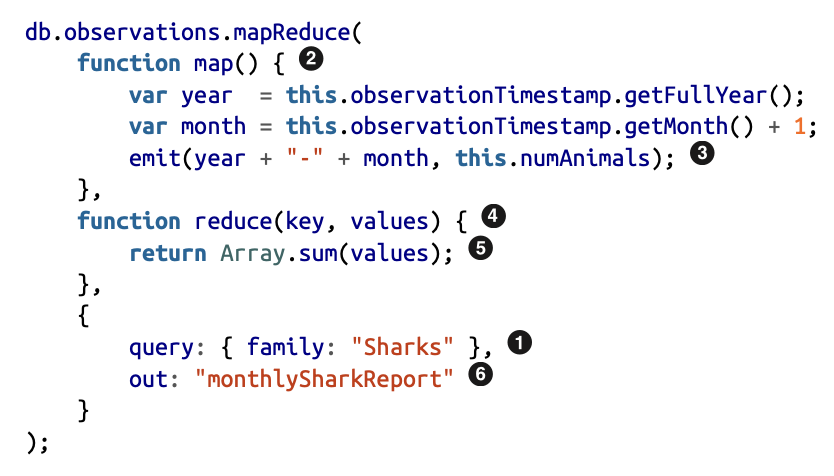 db.observations.mapReduce(
    function map() { ❷
        var year  = this.observationTimestamp.getFullYear();
        var month = this.observationTimestamp.getMonth() + 1;
        emit(year + "-" + month, this.numAnimals); ❸
    },
    function reduce(key, values) { ❹
        return Array.sum(values); ❺
    },
    {
        query: { family: "Sharks" }, ❶
        out: "monthlySharkReport" ❻
    }
);